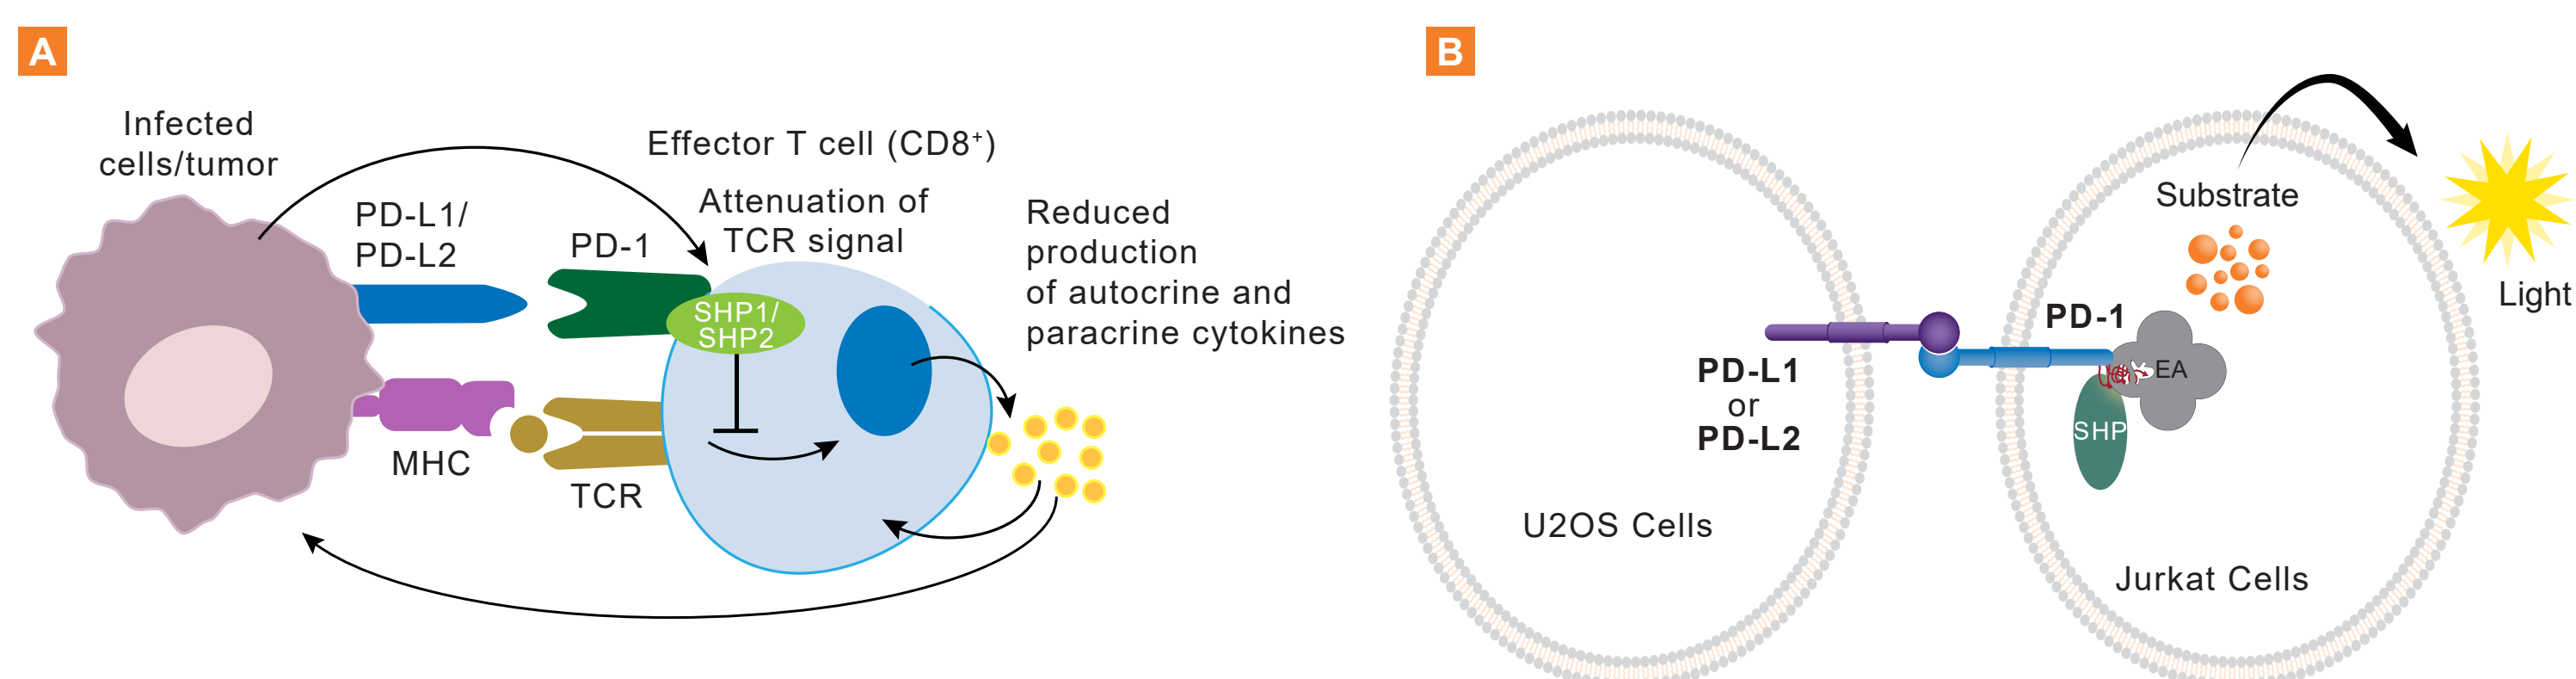 A
Infected
cells/tumor
PD-L1/
PD-L2
PD-1
Effector T cell (CD8⁺)
Attenuation of
TCR signal
SHP1/
SHP2
MHC
TCR
Reduced
production
of autocrine and
paracrine cytokines
B
PD-L1
or
PD-L2
U2OS Cells
Substrate
Light
PD-1
EA
SHP
Jurkat Cells